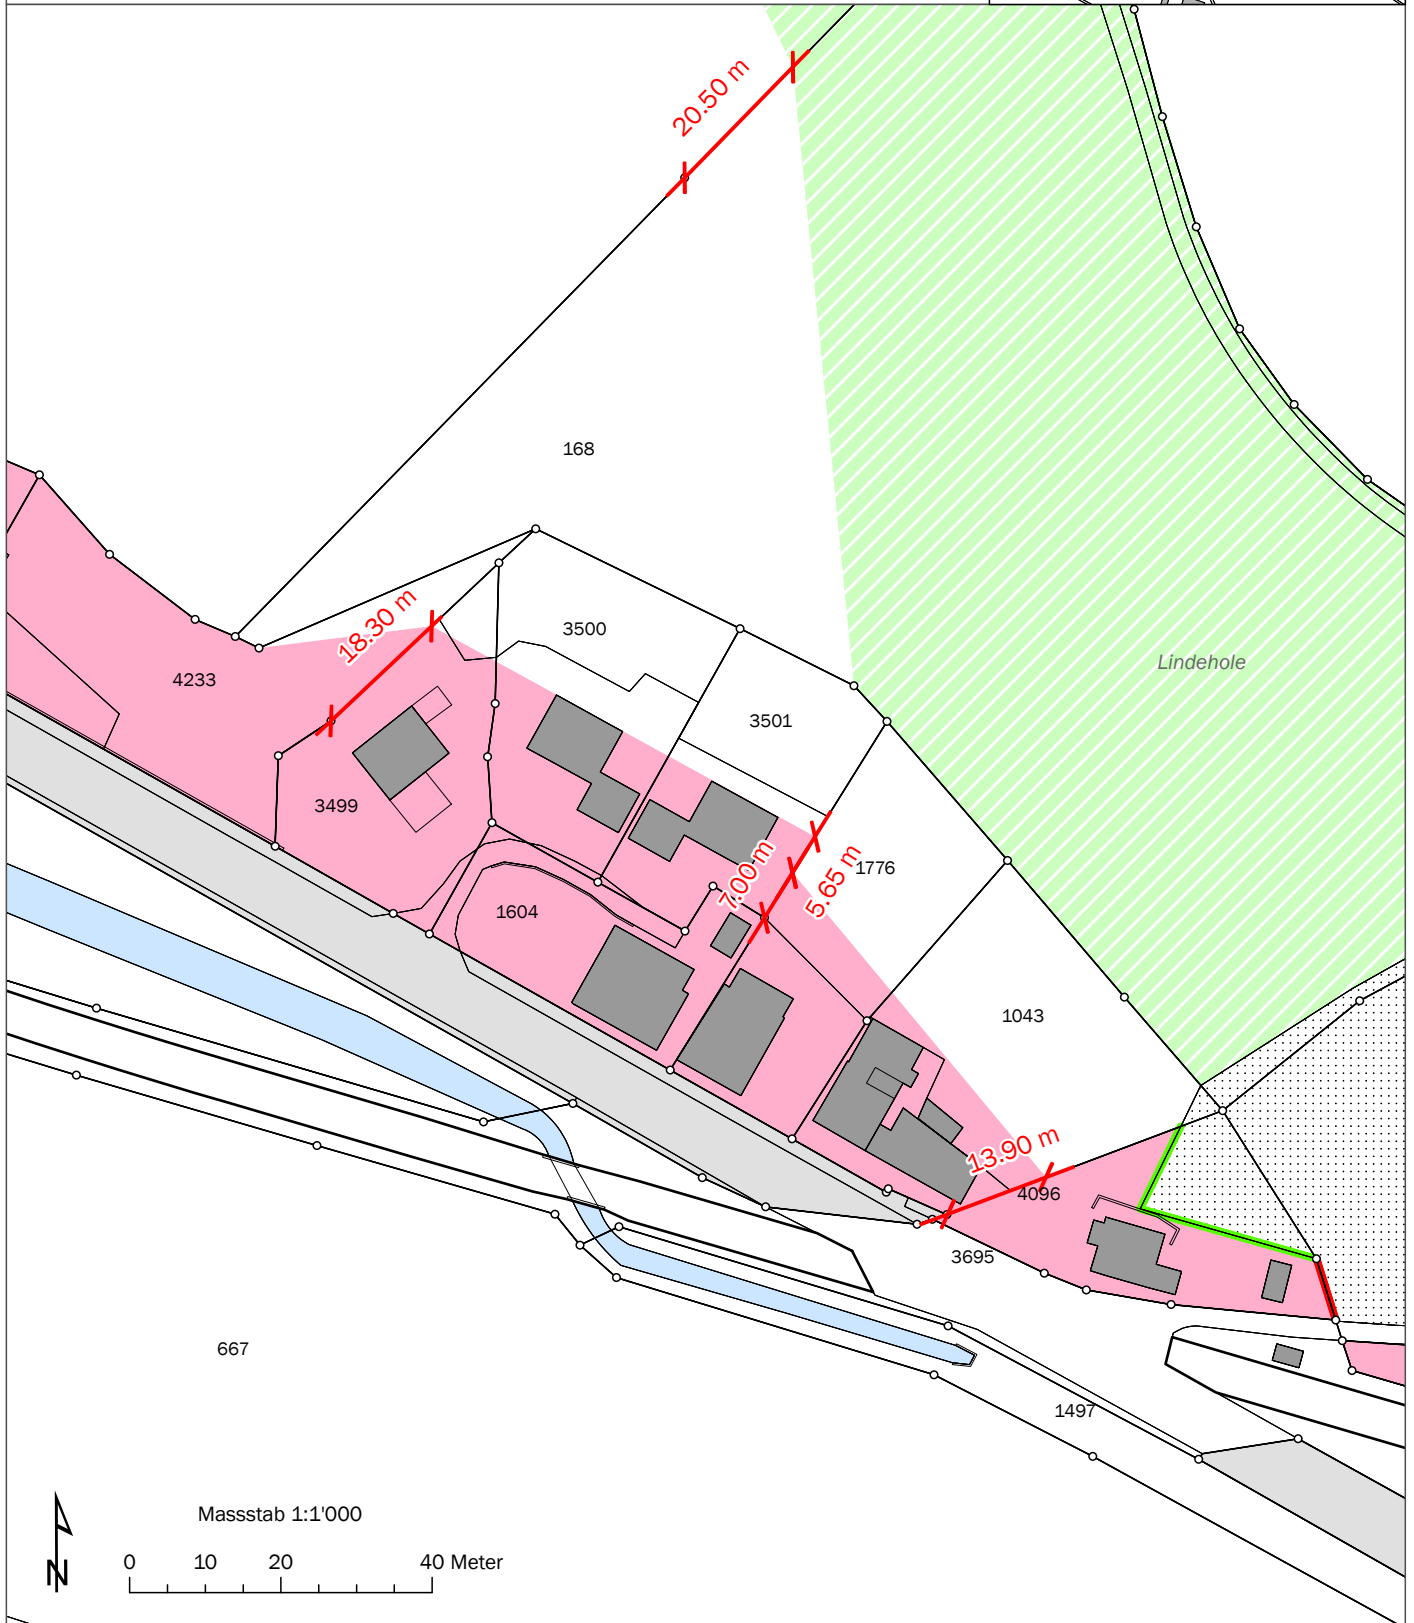 20.50 m
168
18.30 m
3500
Lindehole
4233
3501
3499
7.00 m
5.65 m
1776
1604
1043
13.90 m
4096
3695
667
1497
Massstab 1:1'000
0 10 20 40 Meter
N